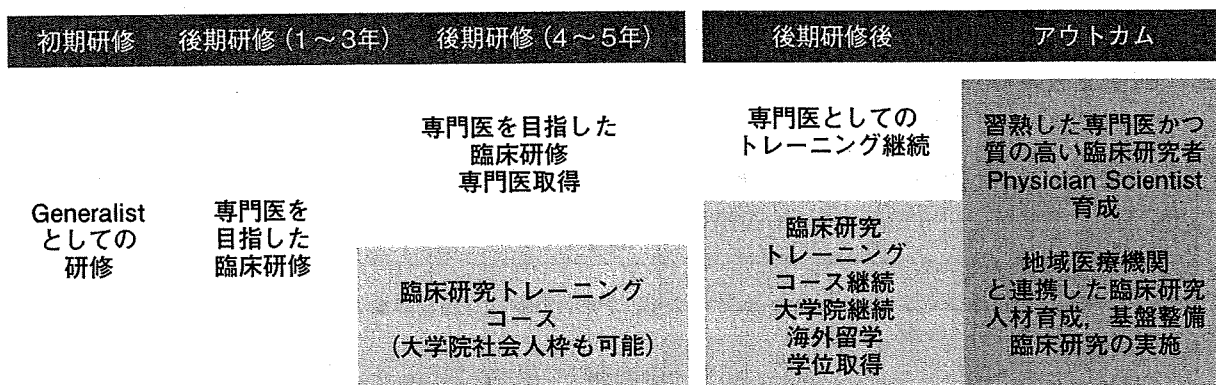 初期研修
後期研修(1～3年)
後期研修(4～5年)
後期研修後
アウトカム
Generalist
としての
研修
専門医を
目指した
臨床研修
専門医を目指した
臨床研修
専門医取得
臨床研究トレーニング
コース
(大学院社会人枠も可能)
専門医としての
トレーニング継続
臨床研究
トレーニング
コース継続
大学院継続
海外留学
学位取得
習熟した専門医かつ
質の高い臨床研究者
Physician Scientist
育成
地域医療機関
と連携した臨床研究
人材育成，基盤整備
臨床研究の実施